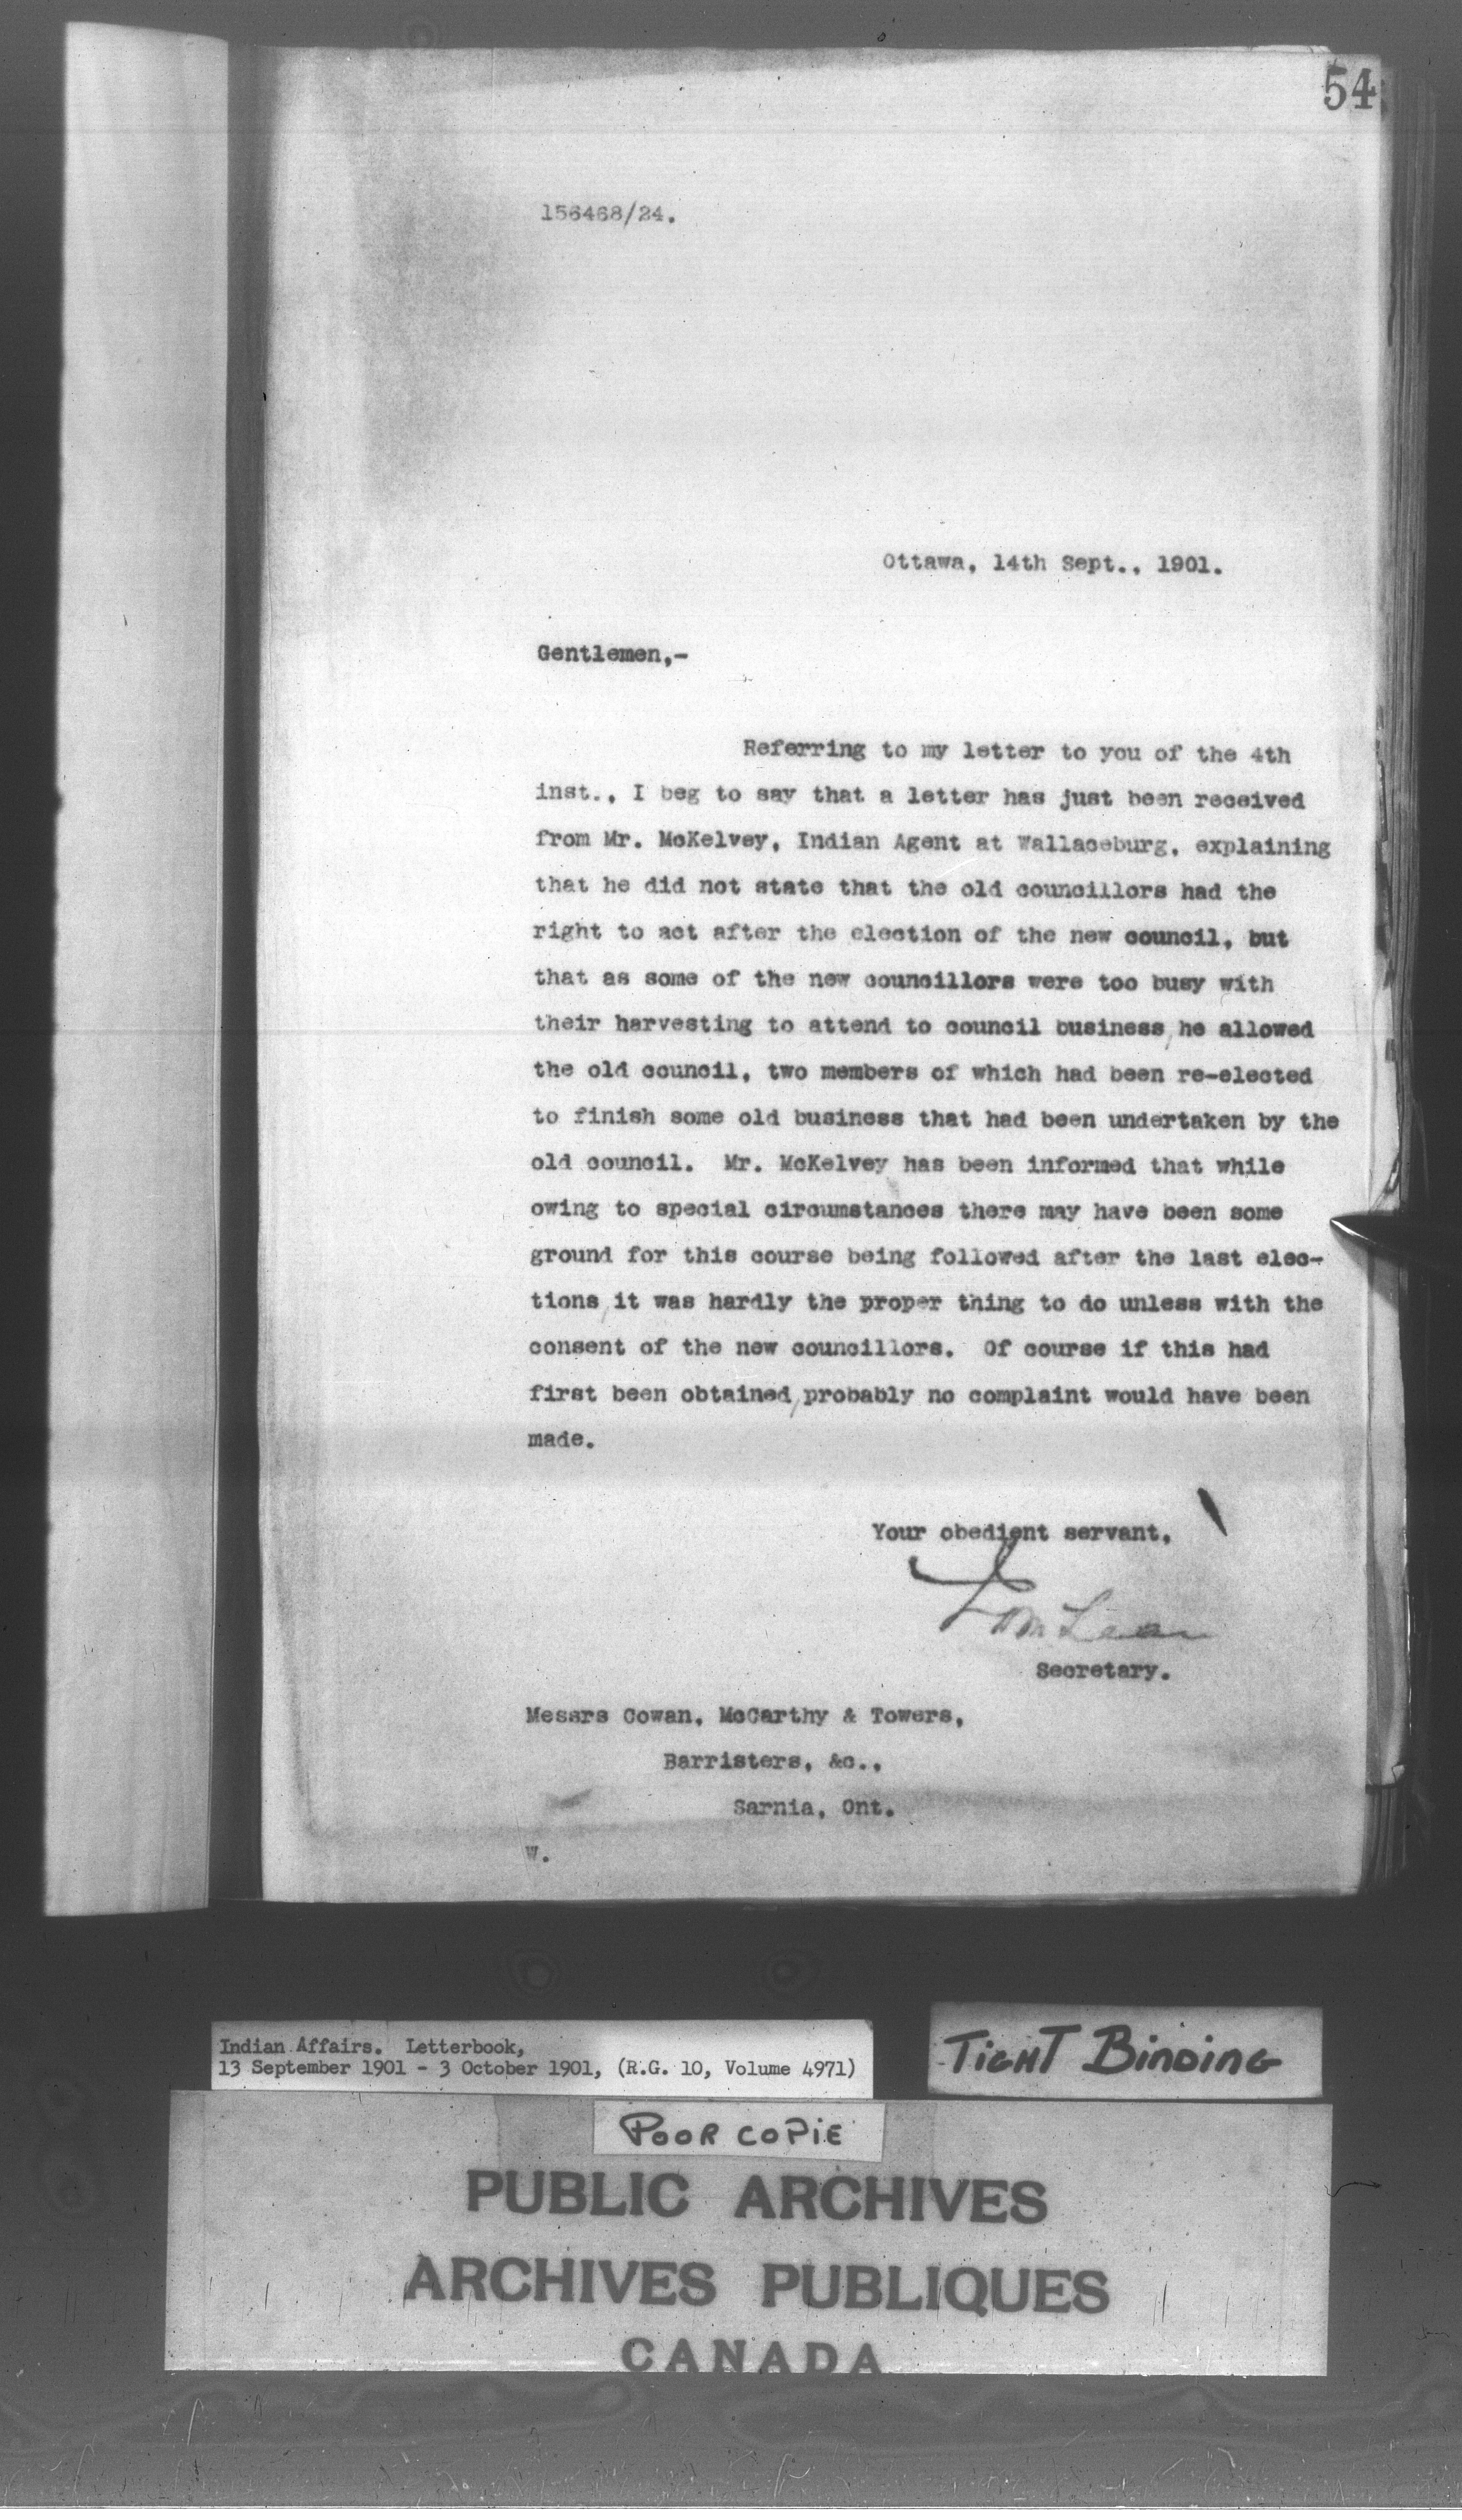 54
156468/24.
Ottawa, 14th Sept., 1901.
Gentlemen,-
Referring to my letter to you of the 4th
inst., I beg to say that a letter has just been received
from Mr. McKelvey, Indian Agent at Wallaceburg, explaining
that he did not state that the old councillors had the
right to act after the election of the new council, but
that as some of the new councillors were too busy with
their harvesting to attend to council business, he allowed
the old council, two members of which had been re-elected
to finish some old business that had been undertaken by the
old council. Mr. McKelvey has been informed that while
owing to special circumstances there may have been some
ground for this course being followed after the last elec-
tions, it was hardly the proper thing to do unless with the
consent of the new councillors. Of course if this had
first been obtained, probably no complaint would have been
made.
Your obedient servant,
Secretary.
Messrs Cowan, McCarthy & Towers,
Barristers, &c.,
Sarnia, Ont.
W.
Indian Affairs. Letterbook,
13 September 1901 - 3 October 1901, (R.G. 10, Volume 4971)
TIGHT BINDING
POOR COPIE
PUBLIC ARCHIVES
ARCHIVES PUBLIQUES
CANADA